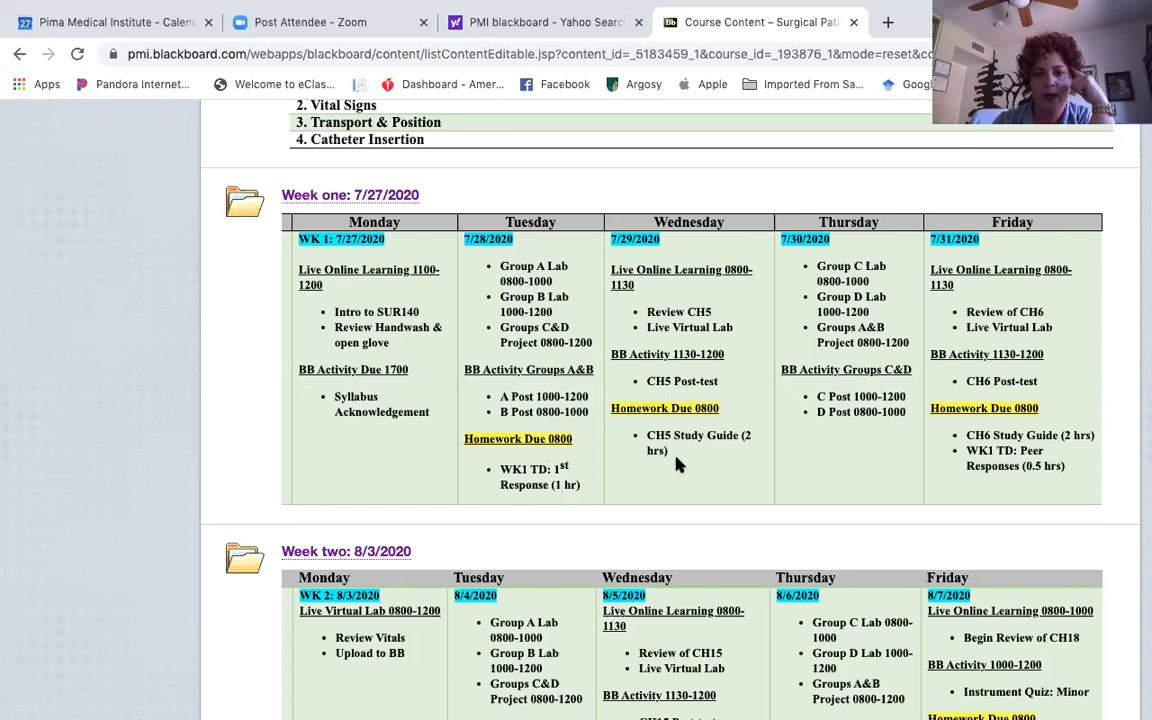 Pima Medical Institute - Calen
Post Attendee - Zoom
PMI blackboard - Yahoo Searc
Course Content – Surgical Pati
pmi.blackboard.com/webapps/blackboard/content/listContentEditable.jsp?content_id=_5183459_1&course_id=_193876_1&mode=reset&co
Apps
Pandora Internet...
Welcome to eClas...
Dashboard - Amer...
Facebook
Argosy
Apple
Imported From Sa...
Goog
2. Vital Signs
3. Transport & Position
4. Catheter Insertion
Week one: 7/27/2020
Monday
Tuesday
Wednesday
Thursday
Friday
WK 1: 7/27/2020
Live Online Learning 1100-
1200
Intro to SUR140
Review Handwash &
open glove
BB Activity Due 1700
Syllabus
Acknowledgement
7/28/2020
Group A Lab
0800-1000
Group B Lab
1000-1200
Groups C&D
Project 0800-1200
BB Activity Groups A&B
A Post 1000-1200
B Post 0800-1000
Homework Due 0800
WK1 TD: 1st
Response (1 hr)
7/29/2020
Live Online Learning 0800-
1130
Review CH5
Live Virtual Lab
BB Activity 1130-1200
CH5 Post-test
Homework Due 0800
CH5 Study Guide (2
hrs)
7/30/2020
Group C Lab
0800-1000
Group D Lab
1000-1200
Groups A&B
Project 0800-1200
BB Activity Groups C&D
C Post 1000-1200
D Post 0800-1000
7/31/2020
Live Online Learning 0800-
1130
Review of CH6
Live Virtual Lab
BB Activity 1130-1200
CH6 Post-test
Homework Due 0800
CH6 Study Guide (2 hrs)
WK1 TD: Peer
Responses (0.5 hrs)
Week two: 8/3/2020
Monday
Tuesday
Wednesday
Thursday
Friday
WK 2: 8/3/2020
Live Virtual Lab 0800-1200
Review Vitals
Upload to BB
8/4/2020
Group A Lab
0800-1000
Group B Lab
1000-1200
Groups C&D
Project 0800-1200
8/5/2020
Live Online Learning 0800-
1130
Review of CH15
Live Virtual Lab
BB Activity 1130-1200
CH15 Post-test
8/6/2020
Group C Lab 0800-
1000
Group D Lab 1000-
1200
Groups A&B
Project 0800-1200
8/7/2020
Live Online Learning 0800-1000
Begin Review of CH18
BB Activity 1000-1200
Instrument Quiz: Minor
Homework Due 0800